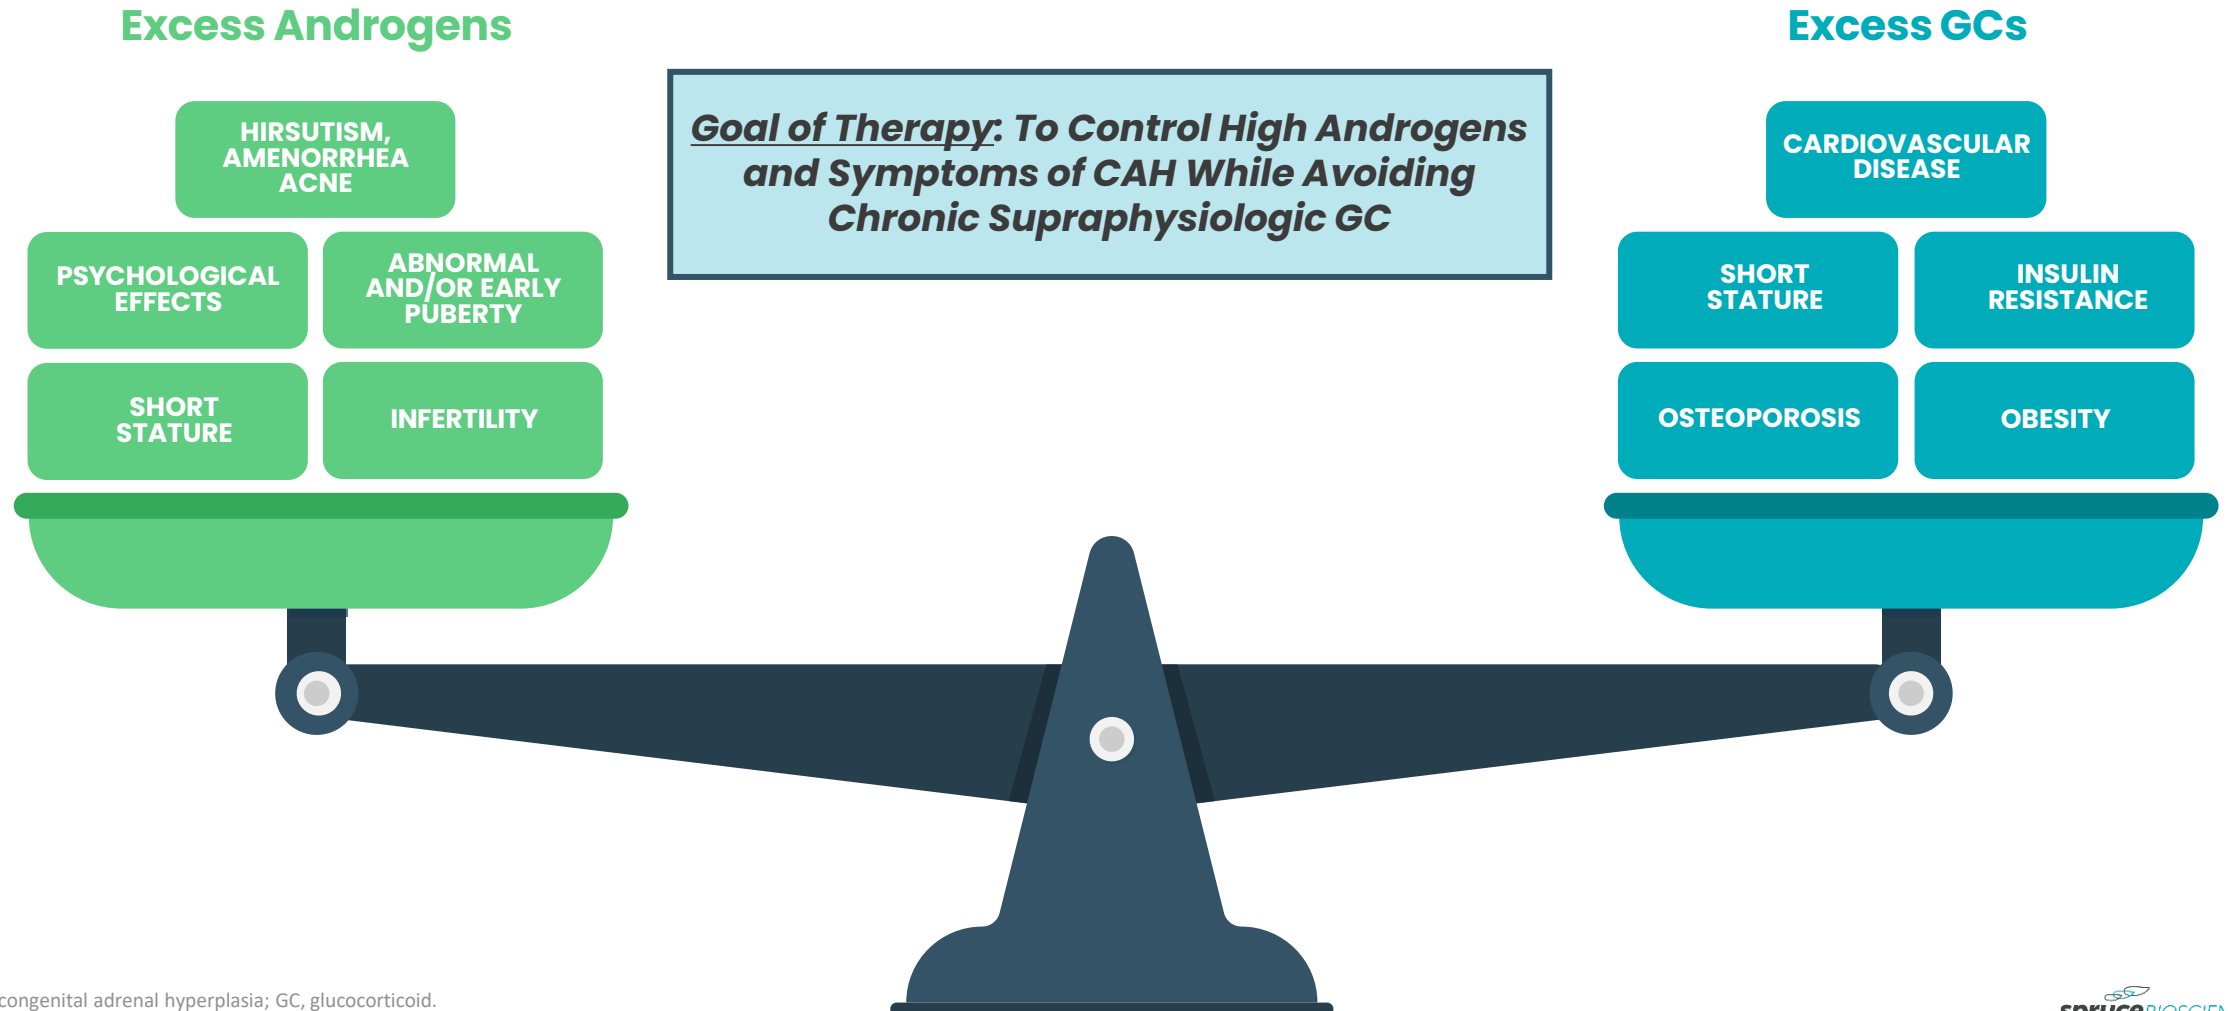 Excess Androgens
Excess GCs
Goal of Therapy: To Control High Androgens
and Symptoms of CAH While Avoiding
Chronic Supraphysiologic GC
HIRSUTISM,
AMENORRHEA
ACNE
PSYCHOLOGICAL
EFFECTS
ABNORMAL
AND/OR EARLY
PUBERTY
SHORT
STATURE
INFERTILITY
CARDIOVASCULAR
DISEASE
SHORT
STATURE
INSULIN
RESISTANCE
OSTEOPOROSIS
OBESITY
congenital adrenal hyperplasia; GC, glucocorticoid.
spruce